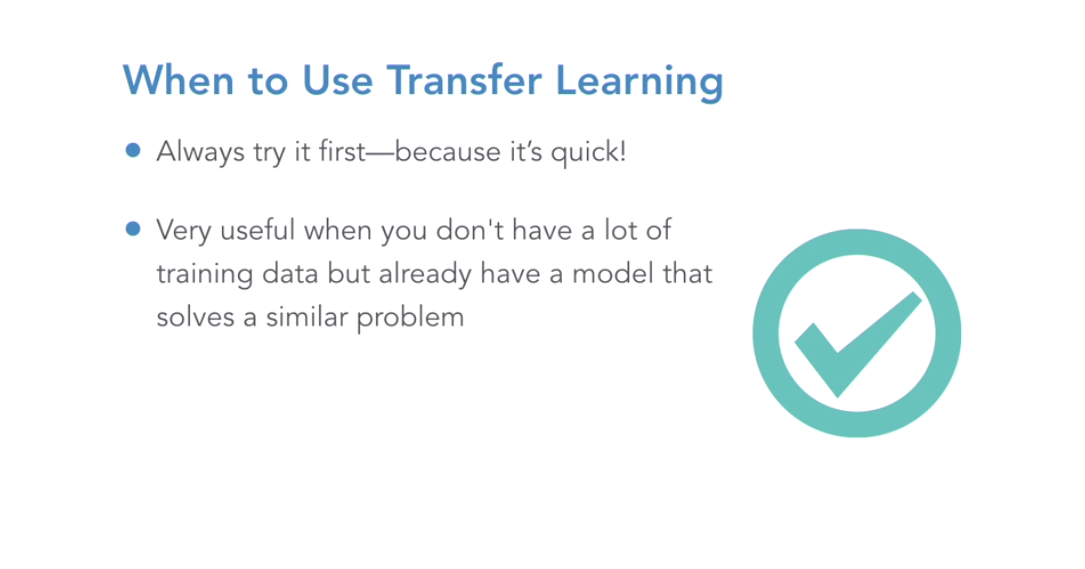 When to Use Transfer Learning
• Always try it first—because it’s quick!
• Very useful when you don't have a lot of
training data but already have a model that
solves a similar problem